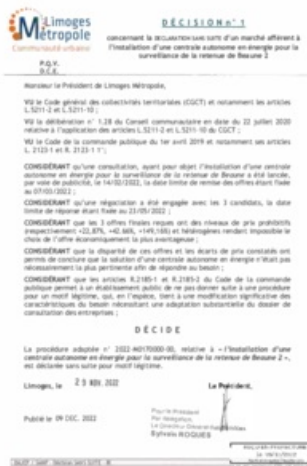 Limoges
Métropole
Communauté urbaine
DÉCISION n° 1
concernant la DECLARATION SANS SUITE d'un marché afférent à
l'installation d'une centrale autonome en énergie pour la
surveillance de la retenue de Beaune 2
Monsieur le Président de Limoges Métropole,
VU le Code général des collectivités territoriales (CGCT) et notamment les articles
L.5211-2 et L.5211-10 ;
VU la délibération n° 1.28 du Conseil communautaire en date du 22 juillet 2020
relative à l'application des articles L.5211-2 et L.5211-10 du CGCT ;
VU le Code de la commande publique du 1er avril 2019 et notamment ses articles
L. 2123-1 et R. 2123-1 1° ;
CONSIDÉRANT qu'une consultation, ayant pour objet l'installation d'une centrale
autonome en énergie pour la surveillance de la retenue de Beaune 2 a été lancée,
par voie de publicité, le 14/02/2022, la date limite de remise des offres étant fixée
au 07/03/2022 ;
CONSIDÉRANT qu'une négociation a été engagée avec les 3 candidats, la date
limite de réponse étant fixée au 23/05/2022 ;
CONSIDÉRANT que les 3 offres finales reçues ont des niveaux de prix prohibitifs
(respectivement +22,87%, +42,66%, +149,16%) et hétérogènes rendant impossible le
choix de l'offre économiquement la plus avantageuse ;
CONSIDÉRANT que la disparité de ces offres et les écarts de prix constatés ont
permis de conclure que la solution d'une centrale autonome en énergie n'était pas
nécessairement la plus pertinente afin de répondre au besoin ;
CONSIDÉRANT que les articles R.2185-1 et R.2185-2 du Code de la commande
publique permet à un établissement public de ne pas donner suite à une procédure
pour un motif légitime, qui, en l'espèce, tient à une modification significative des
caractéristiques du besoin nécessitant une adaptation substantielle du dossier de
consultation des entreprises ;
DÉCIDE
La procédure adaptée n° 2022-M0170000-00, relative à « l'installation d'une
centrale autonome en énergie pour la surveillance de la retenue de Beaune 2 »,
est déclarée sans suite pour motif légitime.
Limoges, le 25 NOV. 2022
Le Président,
Publié le 09 DEC. 2022
Pour le Président
Par délégation,
Le Directeur Général
Sylvain ROQUES